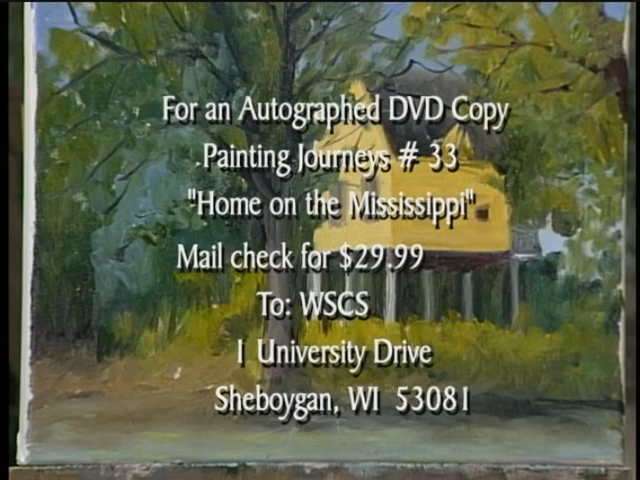 For an Autographed DVD Copy
Painting Journeys # 33
"Home on the Mississippi"
Mail check for $29.99
To: WSCS
1 University Drive
Sheboygan, WI 53081